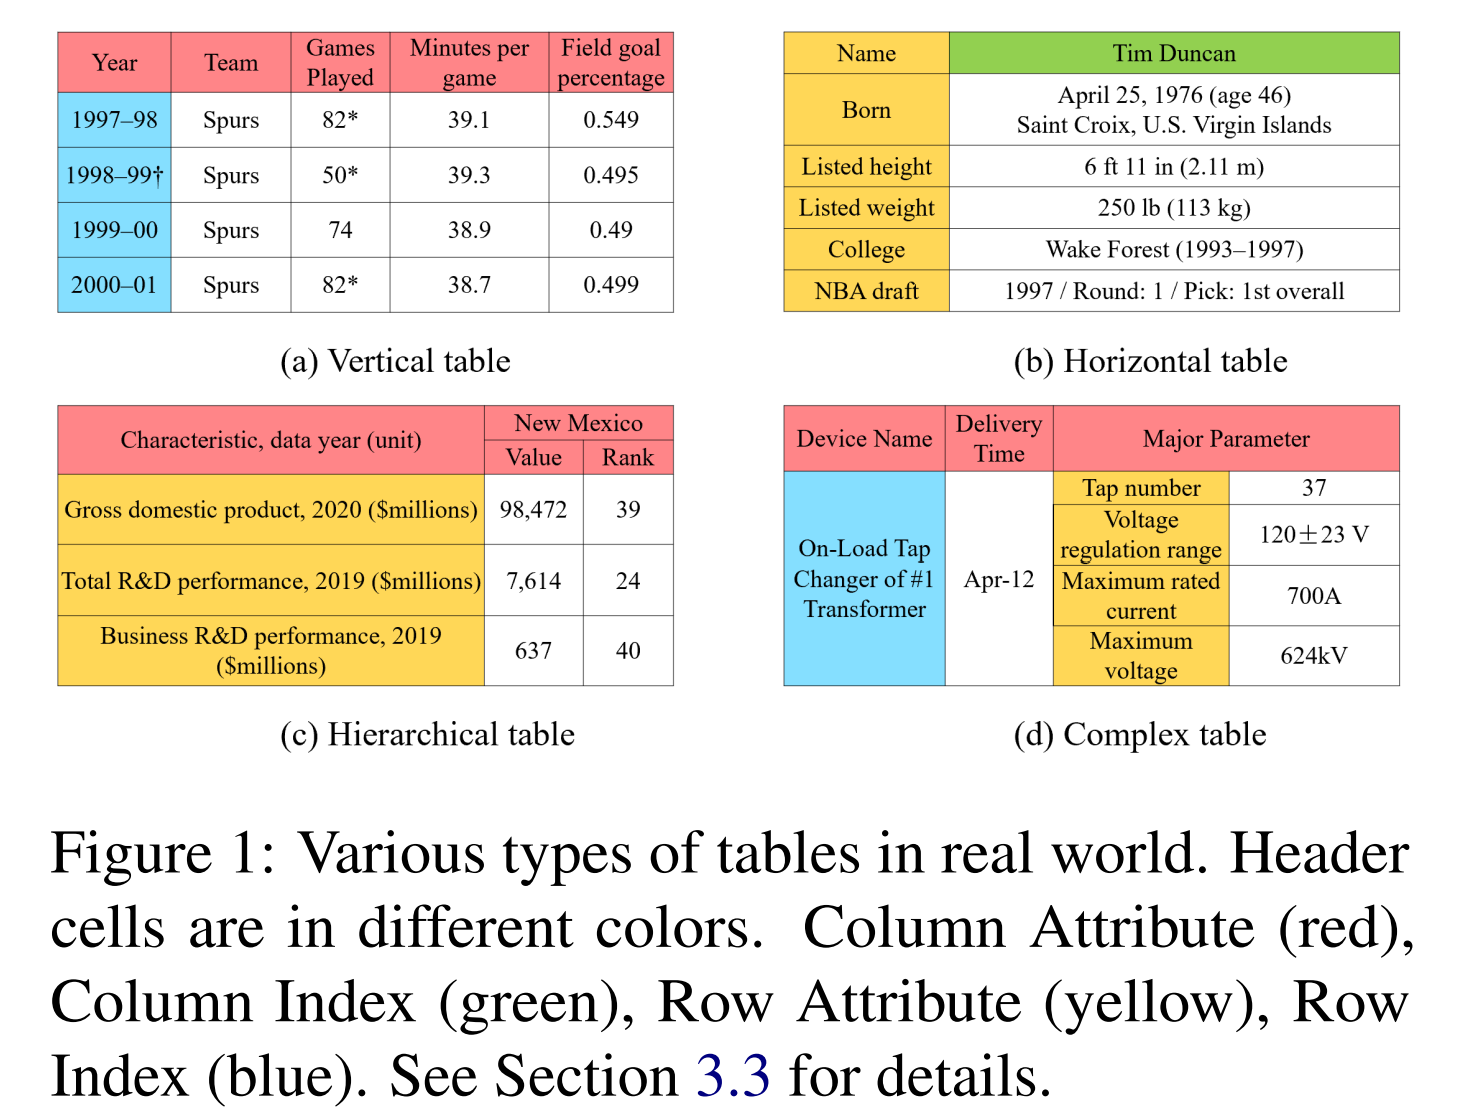 Year Team Games Played Minutes per game Field goal percentage
1997–98 Spurs 82* 39.1 0.549
1998–99† Spurs 50* 39.3 0.495
1999–00 Spurs 74 38.9 0.49
2000–01 Spurs 82* 38.7 0.499
(a) Vertical table
Name Tim Duncan
Born April 25, 1976 (age 46)
Saint Croix, U.S. Virgin Islands
Listed height 6 ft 11 in (2.11 m)
Listed weight 250 lb (113 kg)
College Wake Forest (1993–1997)
NBA draft 1997 / Round: 1 / Pick: 1st overall
(b) Horizontal table
Characteristic, data year (unit) New Mexico
Value Rank
Gross domestic product, 2020 ($millions) 98,472 39
Total R&D performance, 2019 ($millions) 7,614 24
Business R&D performance, 2019 ($millions) 637 40
(c) Hierarchical table
Device Name Delivery Time Major Parameter
On-Load Tap Changer of #1 Transformer Apr-12 Tap number 37
Voltage regulation range 120±23 V
Maximum rated current 700A
Maximum voltage 624kV
(d) Complex table
Figure 1: Various types of tables in real world. Header
cells are in different colors. Column Attribute (red),
Column Index (green), Row Attribute (yellow), Row
Index (blue). See Section 3.3 for details.